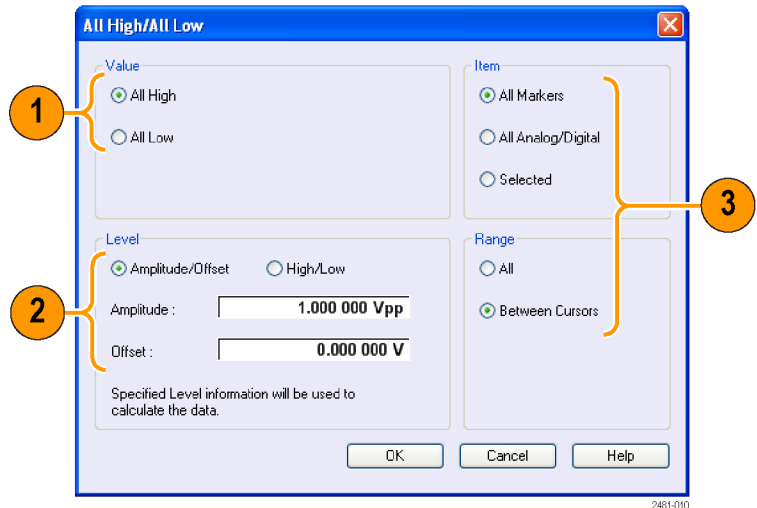 All High/All Low
1
Value
All High
All Low
Item
All Markers
All Analog/Digital
Selected
3
2
Level
Amplitude/Offset High/Low
Amplitude : 1.000 000 Vpp
Offset : 0.000 000 V
Specified Level information will be used to
calculate the data.
Range
All
Between Cursors
OK Cancel Help
2481-010